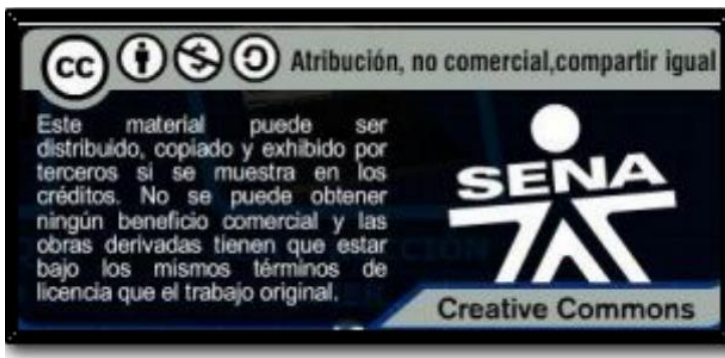 cc Atribución, no comercial,compartir igual
Este material puede ser
distribuido, copiado y exhibido por
terceros si se muestra en los
créditos. No se puede obtener
ningún beneficio comercial y las
obras derivadas tienen que estar
bajo los mismos términos de
licencia que el trabajo original.
SENA
Creative Commons